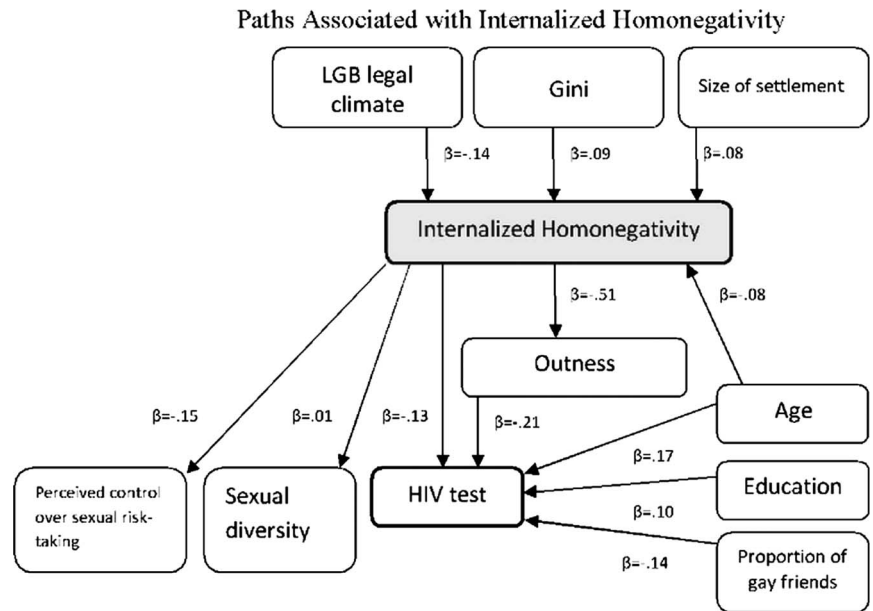 Paths Associated with Internalized Homonegativity
LGB legal
climate
Gini
Size of settlement
β=-.14
β=.09
β=.08
Internalized Homonegativity
β=-.51
β=-.08
Outness
Age
β=-.15
β=.01
β=-.13
β=-.21
β=.17
Perceived control
over sexual risk-
taking
Sexual
diversity
HIV test
Education
β=.10
β=-.14
Proportion of
gay friends